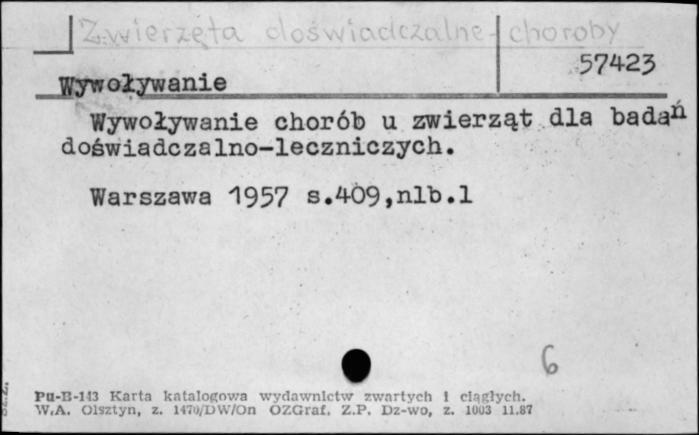 Zwierzęta doświadczalne - choroby
57423
Wywoływanie
Wywoływanie chorób u zwierząt dla badań
doświadczalno-leczniczych.
Warszawa 1957 s.409,nlb.1
6
Pu-B-143 Karta katalogowa wydawnictw zwartych i ciągłych.
W.A. Olsztyn, z. 1470/DW/On OZGraf. Z.P. Dz-wo, z. 1003 11.87